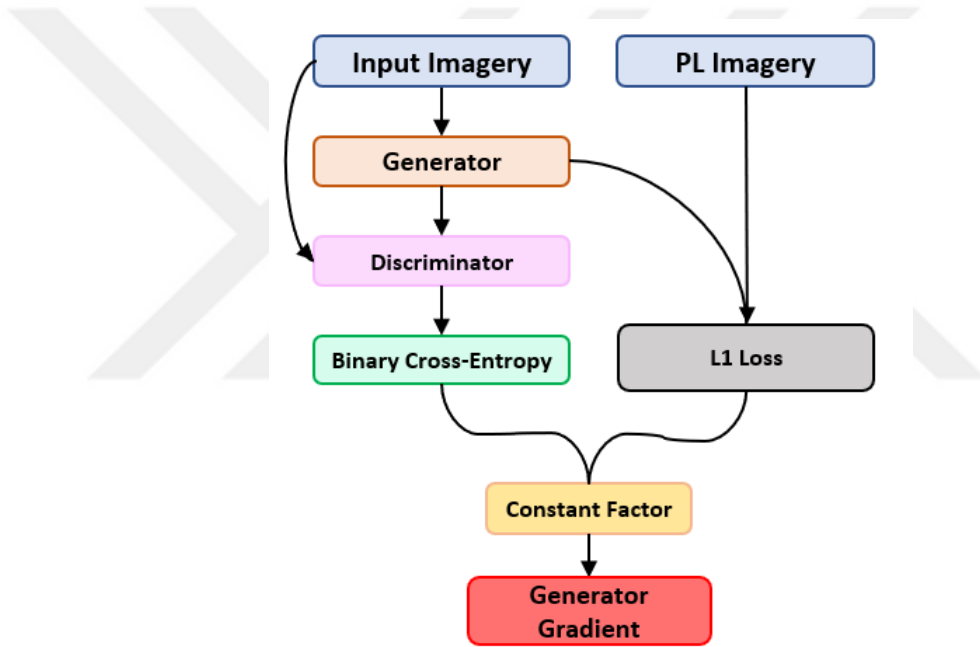 Input Imagery
PL Imagery
Generator
Discriminator
Binary Cross-Entropy
L1 Loss
Constant Factor
Generator
Gradient